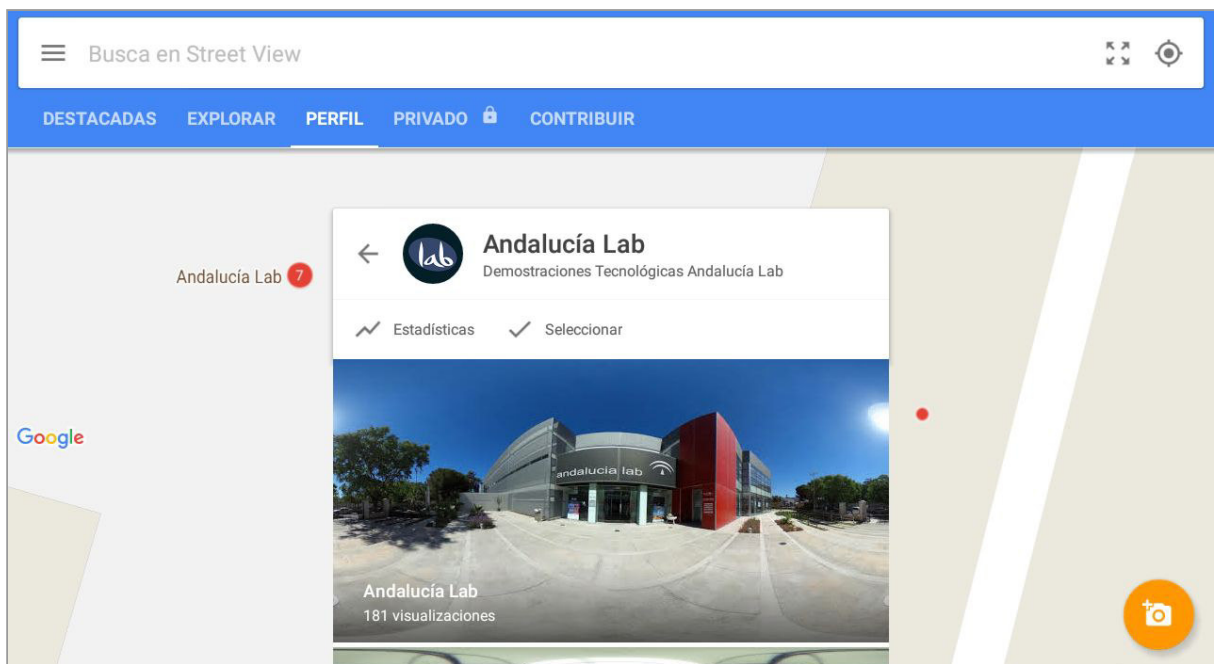 Busca en Street View
DESTACADAS EXPLORAR PERFIL PRIVADO CONTRIBUIR
Andalucía Lab 7
lab
Andalucía Lab
Demostraciones Tecnológicas Andalucía Lab
Estadísticas Seleccionar
Google
andalucia lab
Andalucía Lab
181 visualizaciones